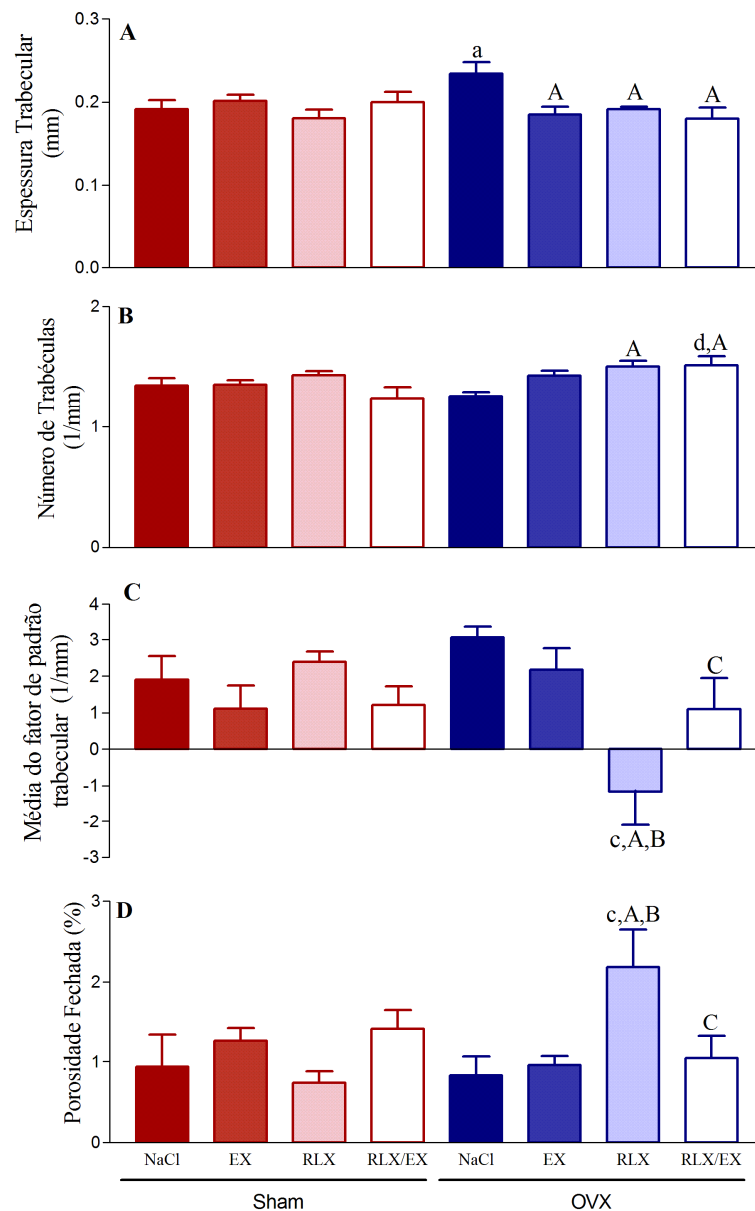 A
Espessura Trabecular
(mm)
0.3
0.2
0.1
0.0
a
A
A
A
B
Número de Trabéculas
(1/mm)
2
1
0
A
d,A
C
Média do fator de padrão
trabecular (1/mm)
4
3
2
1
0
-1
-2
-3
c,A,B
C
D
Porosidade Fechada (%)
3
2
1
0
c,A,B
C
NaCl EX RLX RLX/EX NaCl EX RLX RLX/EX
Sham OVX